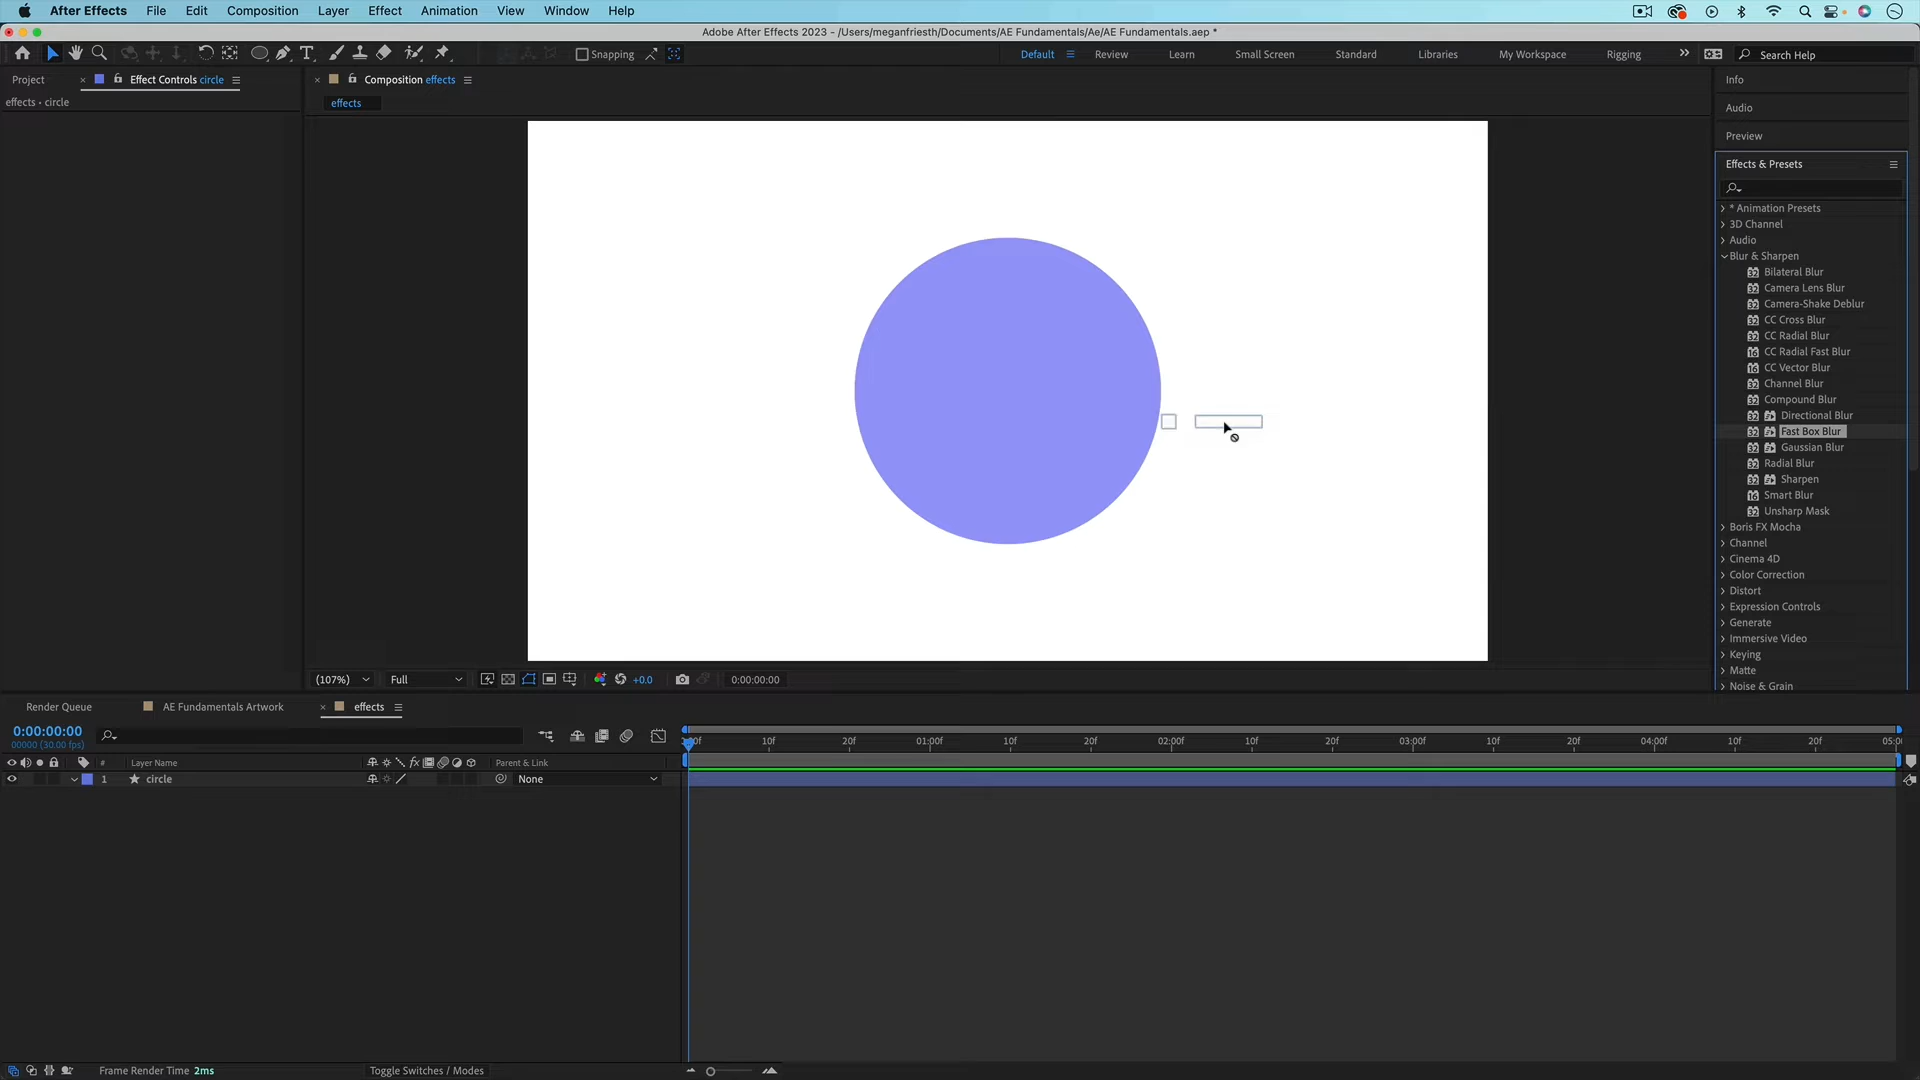 After Effects File Edit Composition Layer Effect Animation View Window Help
Adobe After Effects 2023 - /Users/meganfriesth/Documents/AE Fundamentals/Ae/AE Fundamentals.aep *
Snapping Default Review Learn Small Screen Standard Libraries My Workspace Rigging Search Help
Project Effect Controls circle Composition effects
effects • circle
effects
Info
Audio
Preview
Effects & Presets
* Animation Presets
3D Channel
Audio
Blur & Sharpen
Bilateral Blur
Camera Lens Blur
Camera-Shake Deblur
CC Cross Blur
CC Radial Blur
CC Radial Fast Blur
CC Vector Blur
Channel Blur
Compound Blur
Directional Blur
Fast Box Blur
Gaussian Blur
Radial Blur
Sharpen
Smart Blur
Unsharp Mask
Boris FX Mocha
Channel
Cinema 4D
Color Correction
Distort
Expression Controls
Generate
Immersive Video
Keying
Matte
Noise & Grain
(107%) Full +0.0 0:00:00:00
Render Queue AE Fundamentals Artwork effects
0:00:00:00
00000 (30.00 fps)
10f 20f 01:00f 10f 20f 02:00f 10f 20f 03:00f 10f 20f 04:00f 10f 20f
# Layer Name Parent & Link
1 circle None
Frame Render Time 2ms Toggle Switches / Modes